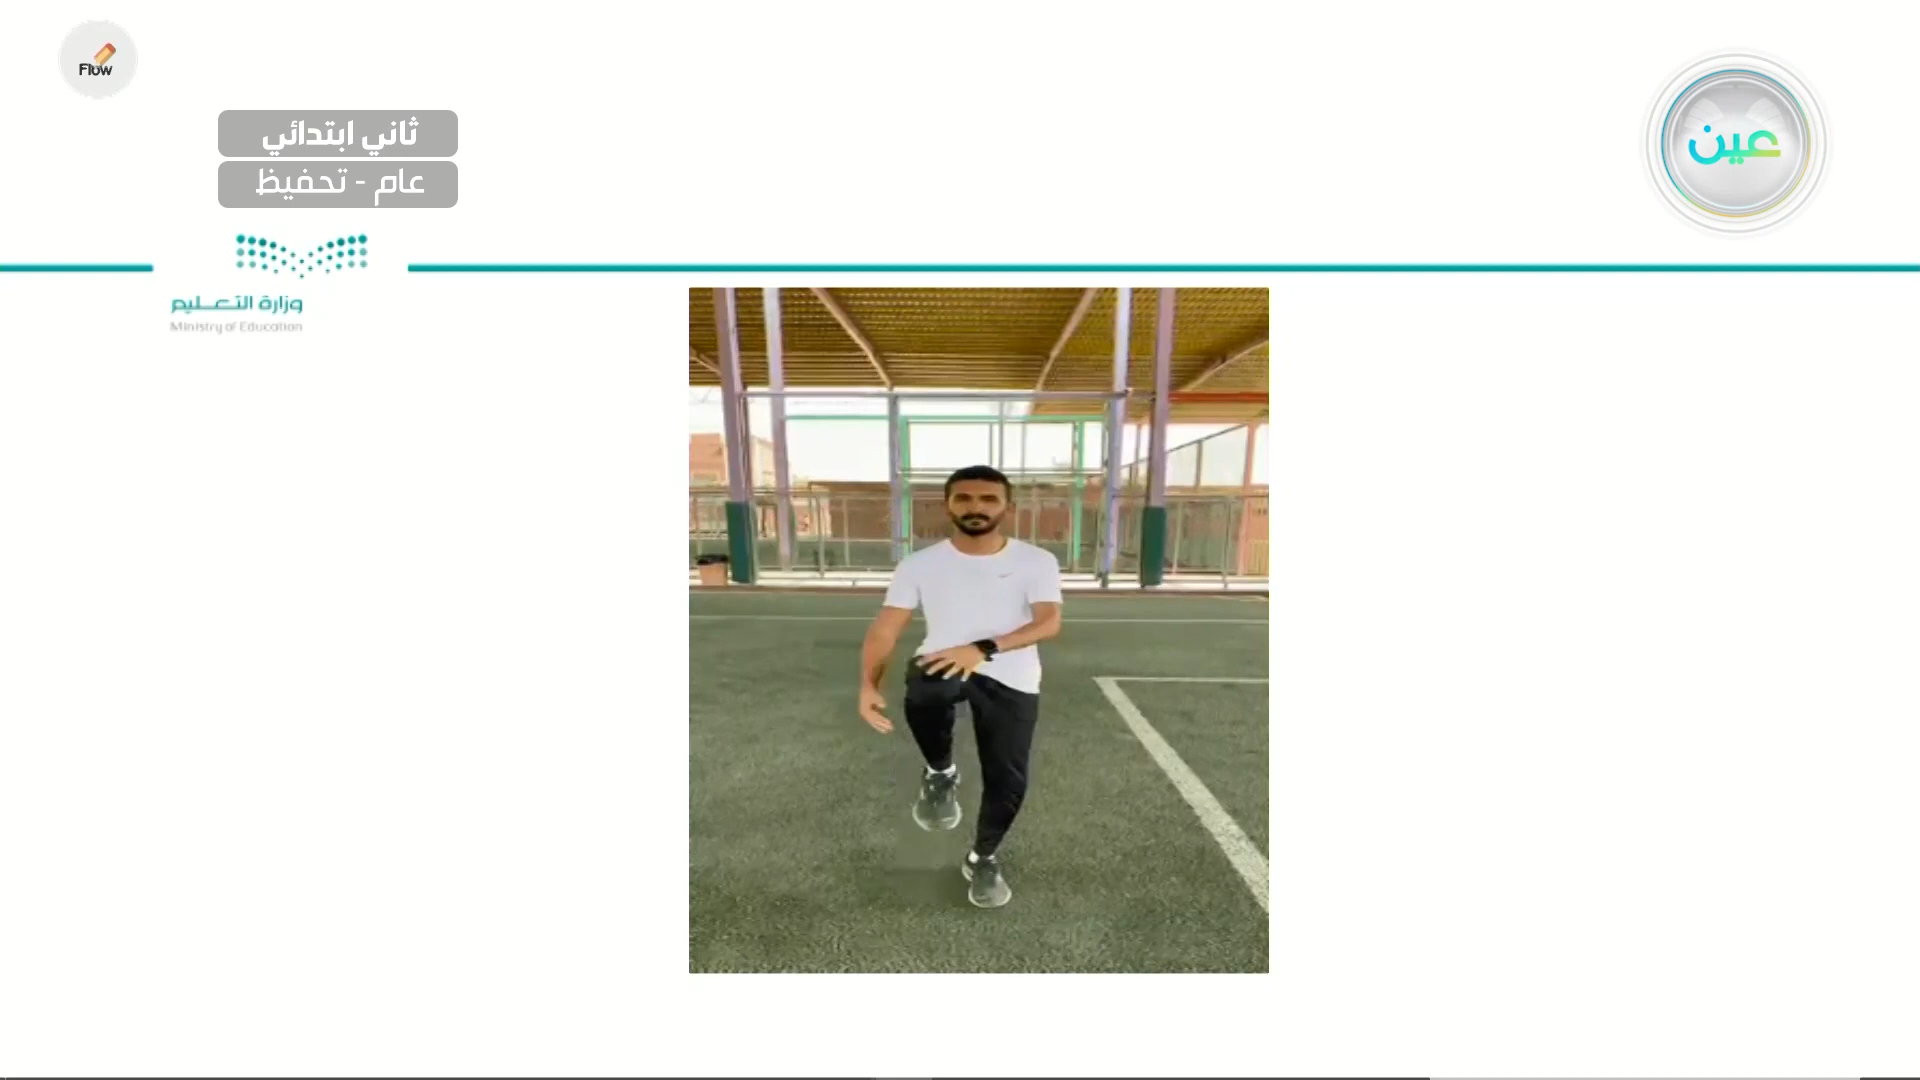 Flow
ثاني ابتدائي
عام - تحفيظ
عين
وزارة التعليم
Ministry of Education